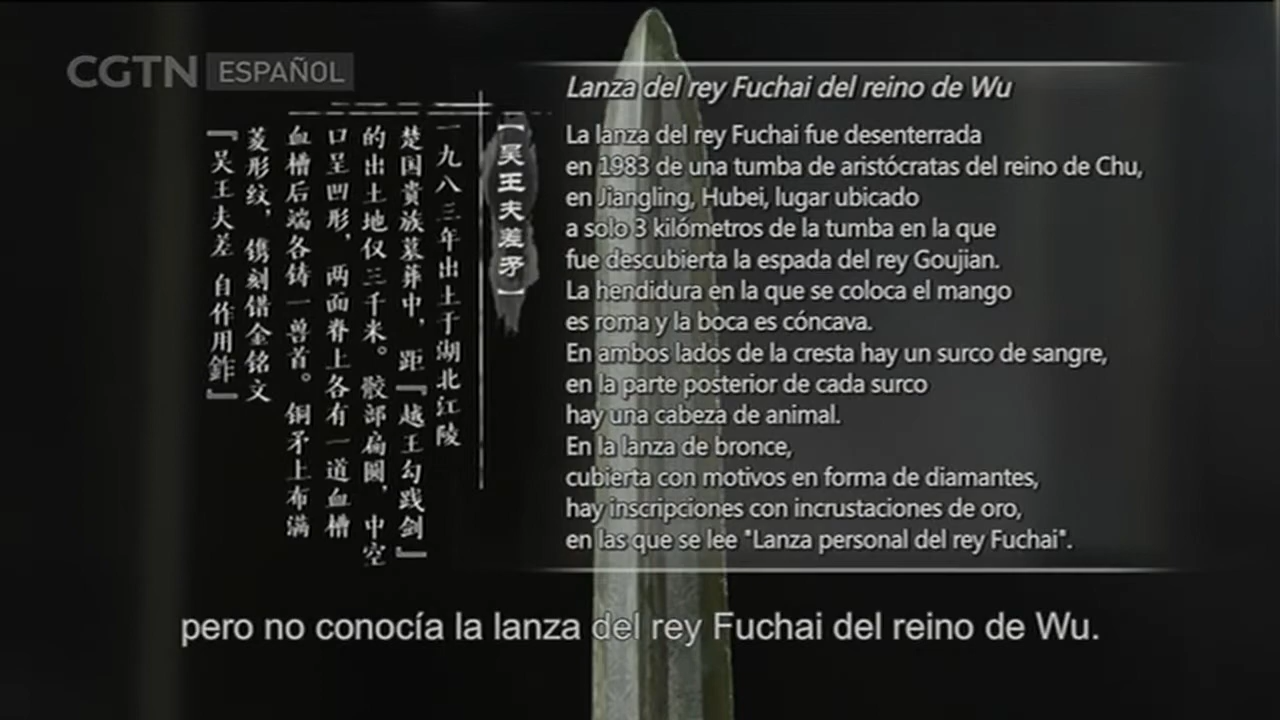 CGTN ESPAÑOL
【吴王夫差矛】
一九八三年出土于湖北江陵
楚国贵族墓葬中，距『越王勾践剑』
的出土地仅三千米。骹部扁圆，中空
口呈凹形，两面脊上各有一道血槽
血槽后端各铸一兽首。铜矛上布满
菱形纹，镌刻错金铭文
『吴王夫差 自作用鈼』
Lanza del rey Fuchai del reino de Wu
La lanza del rey Fuchai fue desenterrada
en 1983 de una tumba de aristócratas del reino de Chu,
en Jiangling, Hubei, lugar ubicado
a solo 3 kilómetros de la tumba en la que
fue descubierta la espada del rey Goujian.
La hendidura en la que se coloca el mango
es roma y la boca es cóncava.
En ambos lados de la cresta hay un surco de sangre,
en la parte posterior de cada surco
hay una cabeza de animal.
En la lanza de bronce,
cubierta con motivos en forma de diamantes,
hay inscripciones con incrustaciones de oro,
en las que se lee "Lanza personal del rey Fuchai".
pero no conocía la lanza del rey Fuchai del reino de Wu.